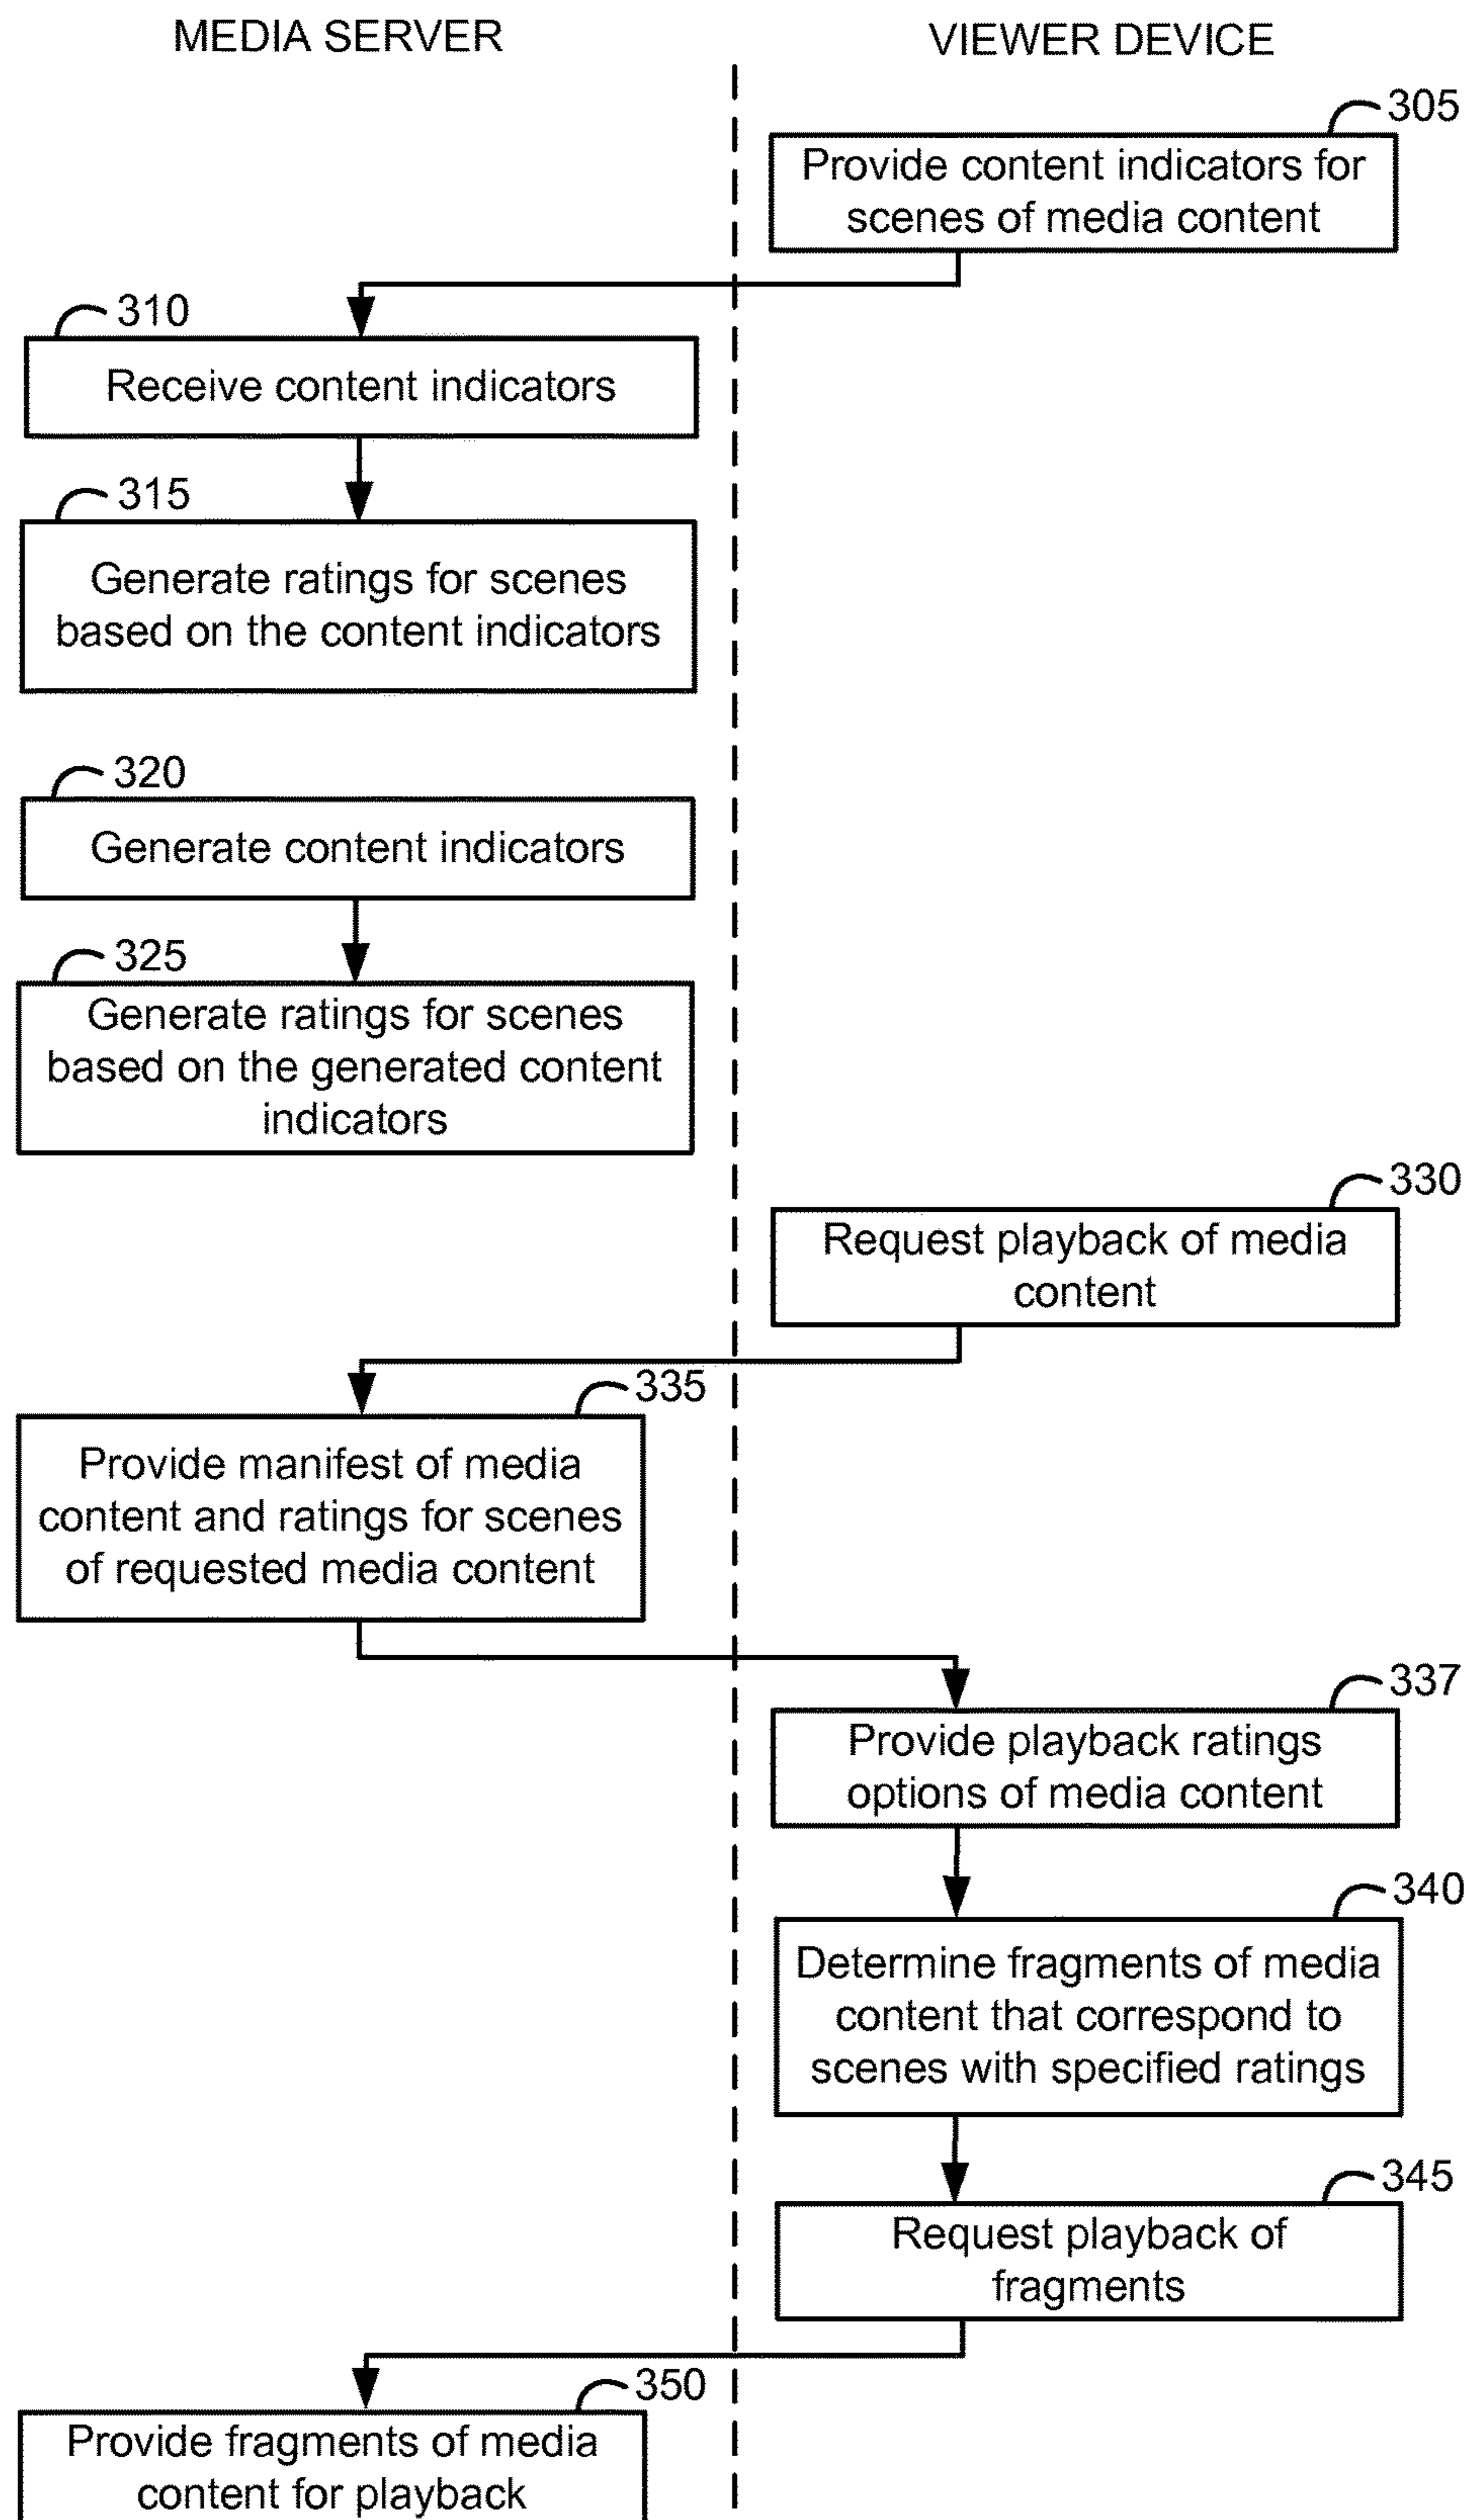 MEDIA SERVER
VIEWER DEVICE
305
Provide content indicators for
scenes of media content
310
Receive content indicators
315
Generate ratings for scenes
based on the content indicators
320
Generate content indicators
325
Generate ratings for scenes
based on the generated content
indicators
330
Request playback of media
content
335
Provide manifest of media
content and ratings for scenes
of requested media content
337
Provide playback ratings
options of media content
340
Determine fragments of media
content that correspond to
scenes with specified ratings
345
Request playback of
fragments
350
Provide fragments of media
content for playback